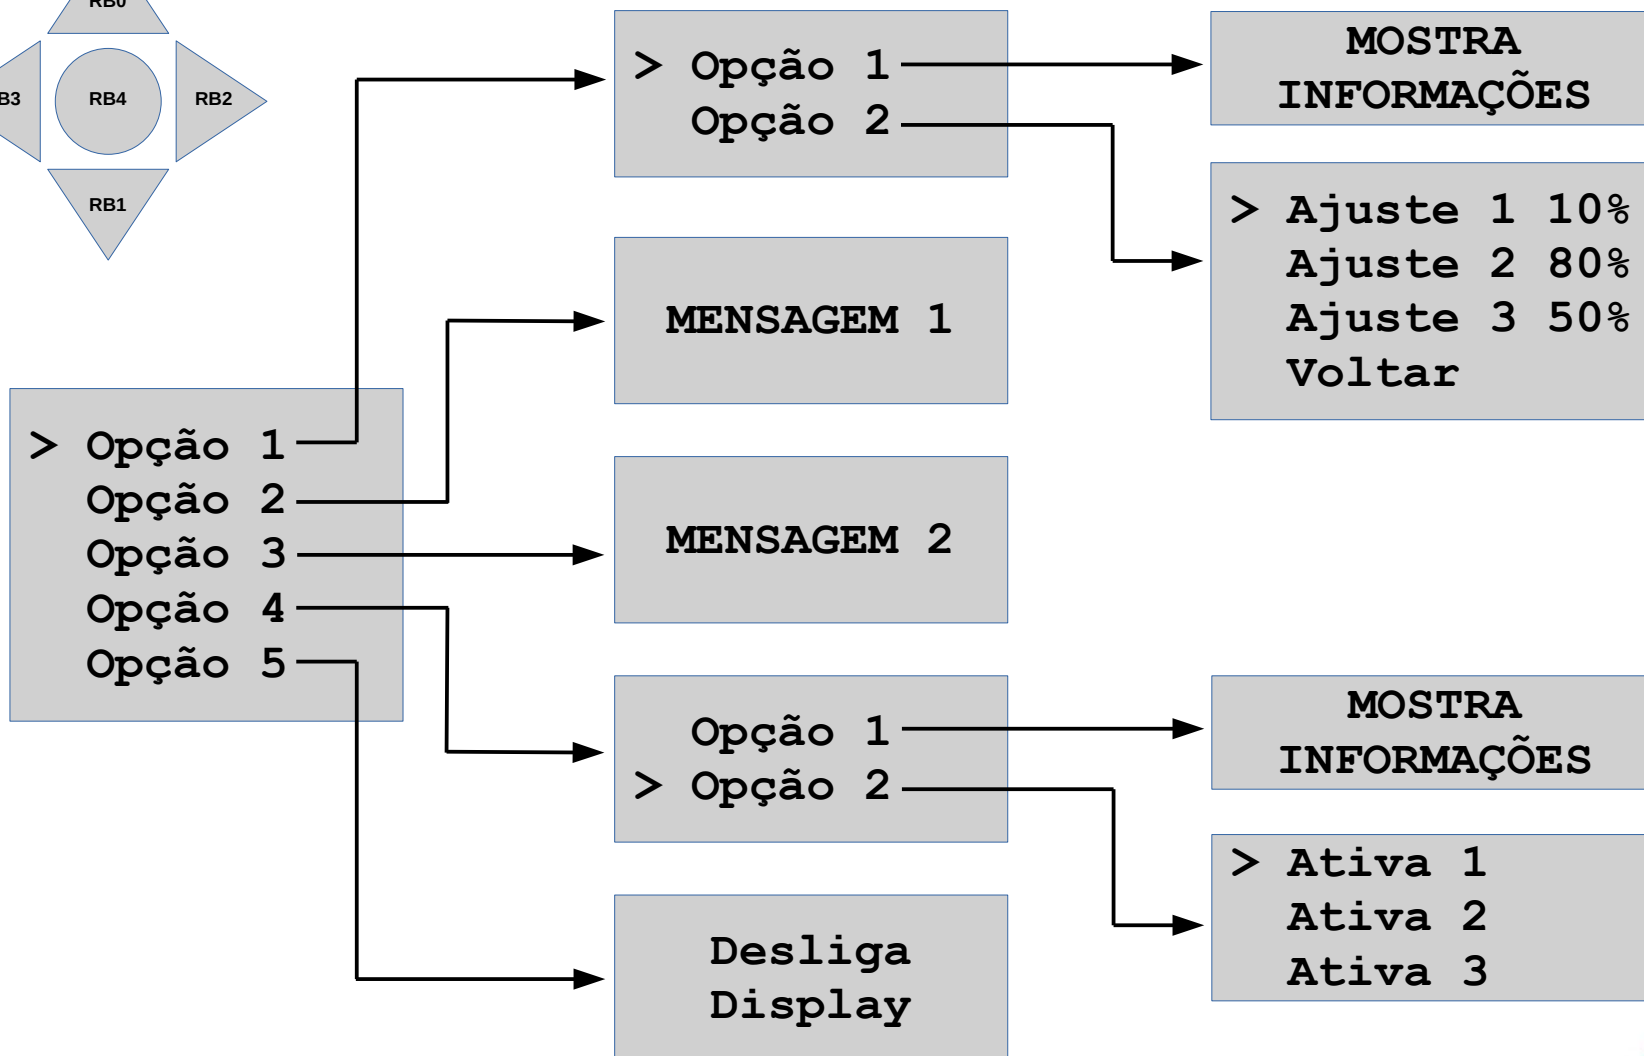 RB0
B3 RB4 RB2
RB1
> Opção 1
Opção 2
Opção 3
Opção 4
Opção 5
> Opção 1
Opção 2
MENSAGEM 1
MENSAGEM 2
Opção 1
> Opção 2
Desliga
Display
MOSTRA
INFORMAÇÕES
> Ajuste 1 10%
Ajuste 2 80%
Ajuste 3 50%
Voltar
MOSTRA
INFORMAÇÕES
> Ativa 1
Ativa 2
Ativa 3